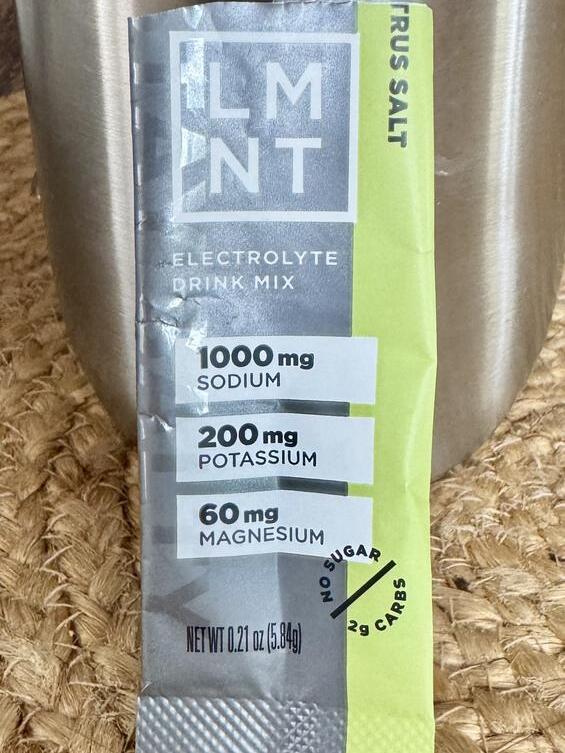 LM
NT
TRUS SALT
ELECTROLYTE
DRINK MIX
1000 mg
SODIUM
200 mg
POTASSIUM
60 mg
MAGNESIUM
NO SUGAR
2g CARBS
NET WT 0.21 oz (5.84g)